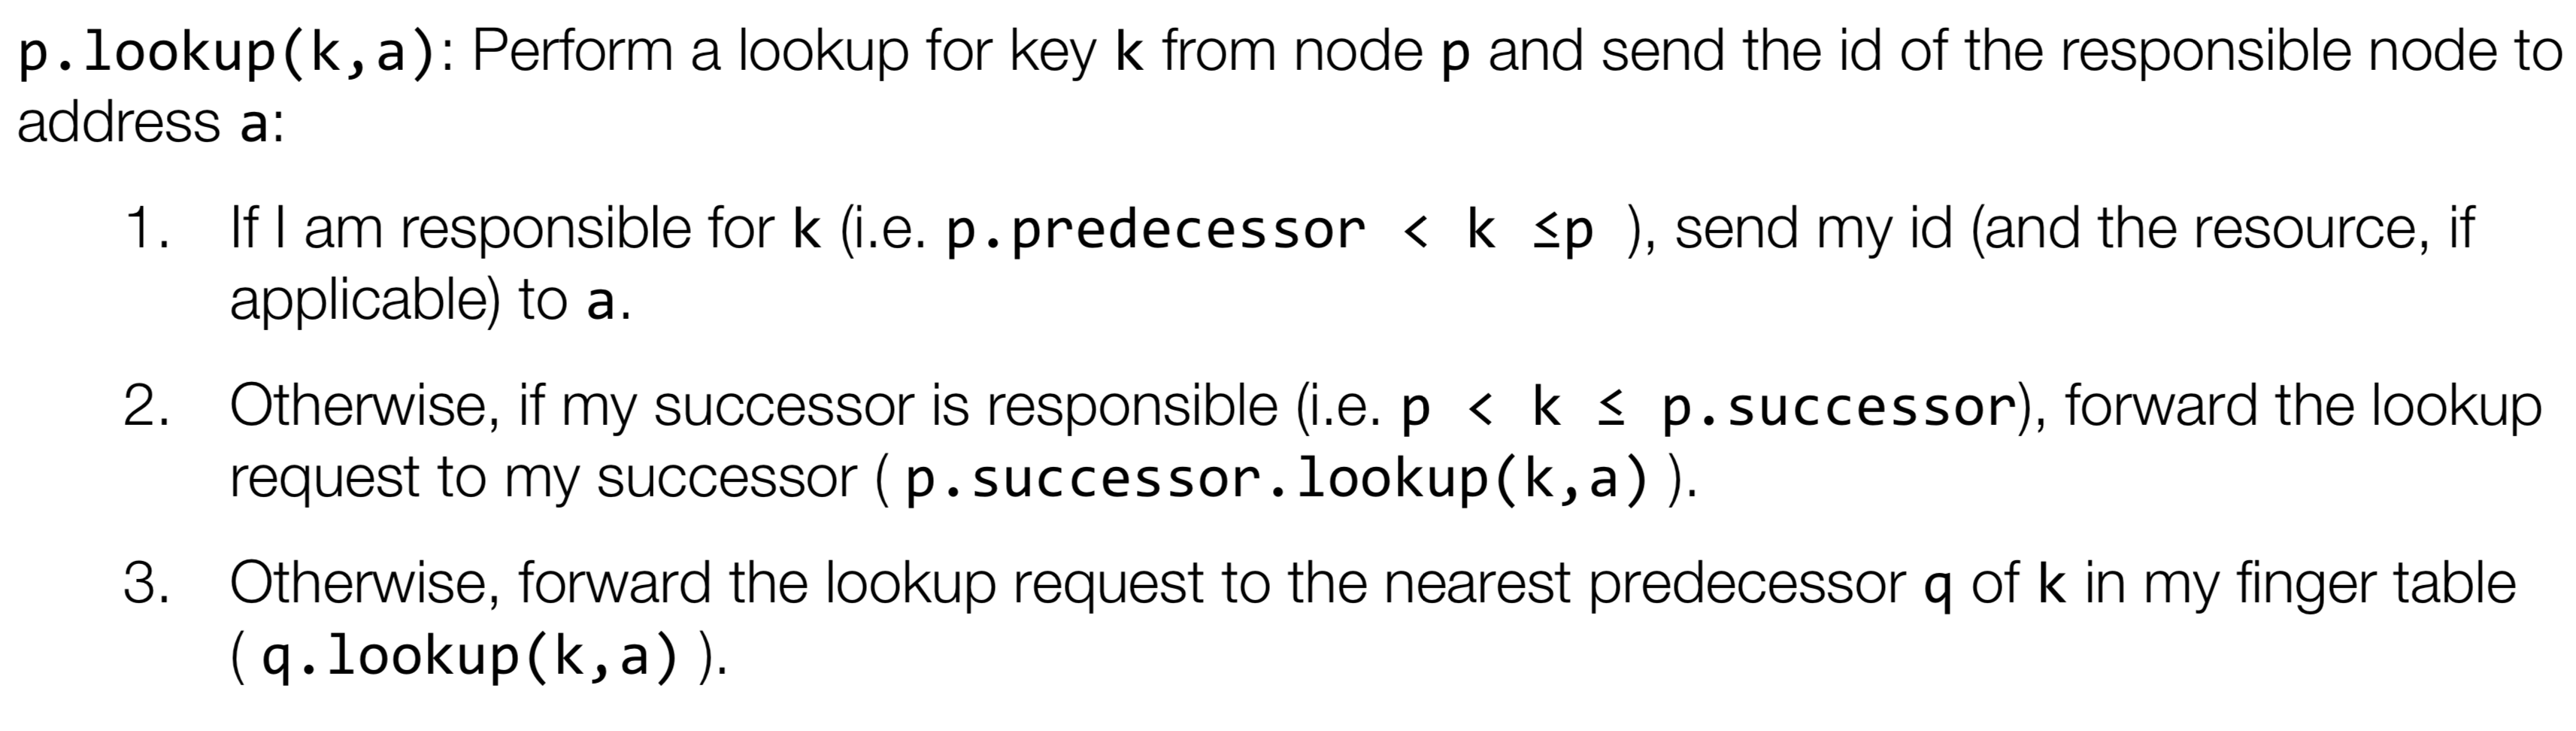 p.lookup(k,a): Perform a lookup for key k from node p and send the id of the responsible node to
address a:
1. If I am responsible for k (i.e. p.predecessor < k ≤p ), send my id (and the resource, if
applicable) to a.
2. Otherwise, if my successor is responsible (i.e. p < k ≤ p.successor), forward the lookup
request to my successor ( p.successor.lookup(k,a) ).
3. Otherwise, forward the lookup request to the nearest predecessor q of k in my finger table
( q.lookup(k,a) ).